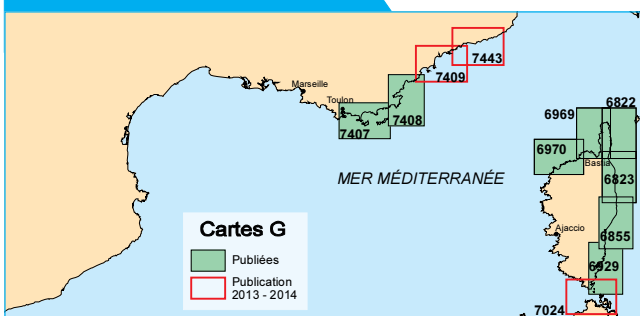 7443
7409
Marseille
Toulon
7408
7407
6822
6969
6970
Bastia
6823
MER MÉDITERRANÉE
Ajaccio
6855
6929
7024
Cartes G
Publiées
Publication
2013 - 2014